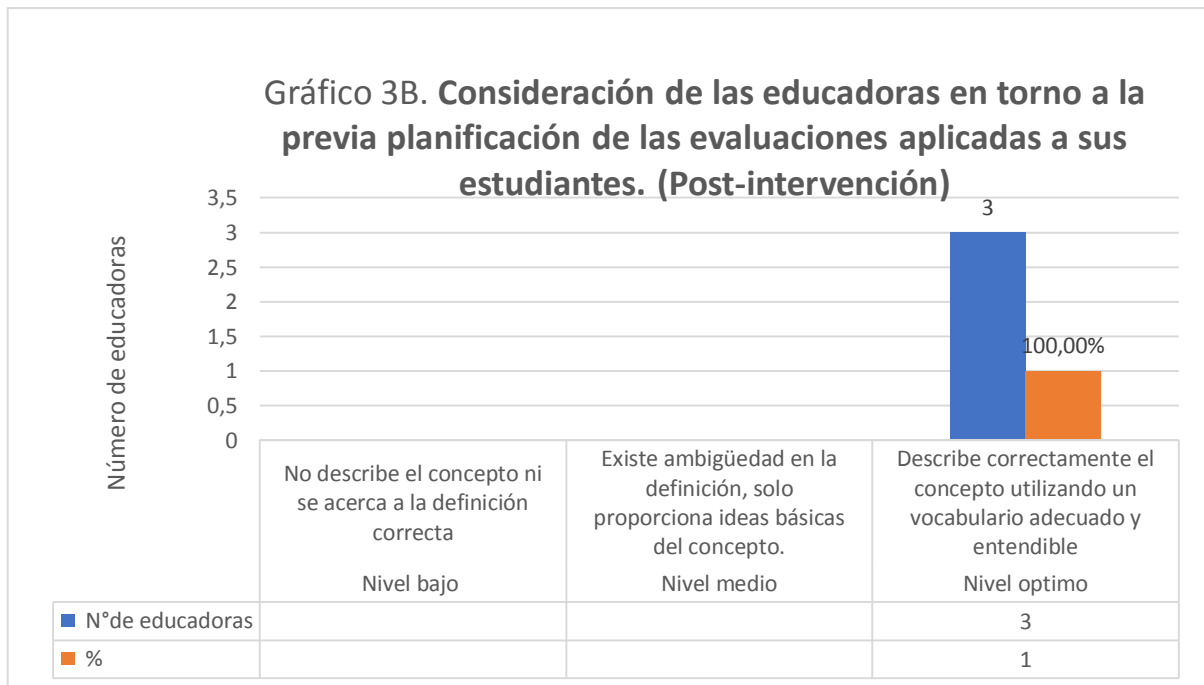 Gráfico 3B. Consideración de las educadoras en torno a la
previa planificación de las evaluaciones aplicadas a sus
estudiantes. (Post-intervención)
Número de educadoras
3,5
3
2,5
2
1,5
1
0,5
0
3
100,00%
No describe el concepto ni
se acerca a la definición
correcta
Nivel bajo
Existe ambigüedad en la
definición, solo
proporciona ideas básicas
del concepto.
Nivel medio
Describe correctamente el
concepto utilizando un
vocabulario adecuado y
entendible
Nivel optimo
N°de educadoras 3
% 1